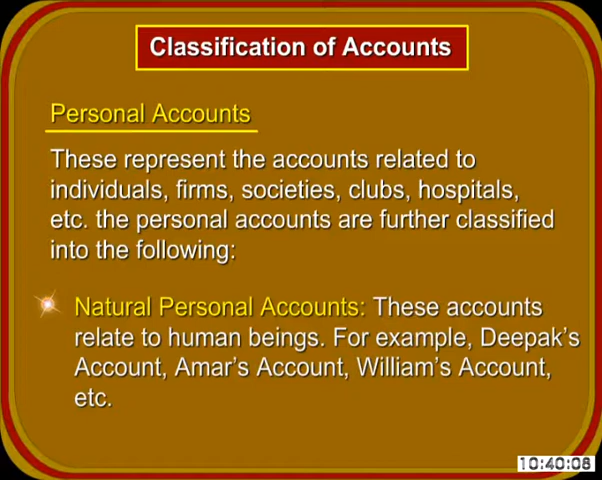 Classification of Accounts
Personal Accounts
These represent the accounts related to
individuals, firms, societies, clubs, hospitals,
etc. the personal accounts are further classified
into the following:
Natural Personal Accounts: These accounts
relate to human beings. For example, Deepak's
Account, Amar's Account, William's Account,
etc.
10:40:08